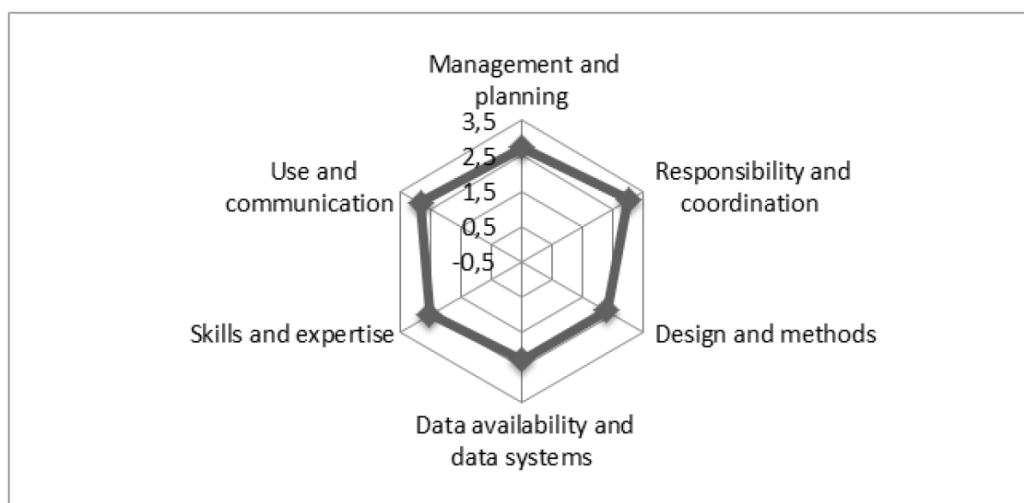 Management and
planning
3,5
2,5
1,5
0,5
-0,5
Use and
communication
Responsibility and
coordination
Skills and expertise
Design and methods
Data availability and
data systems